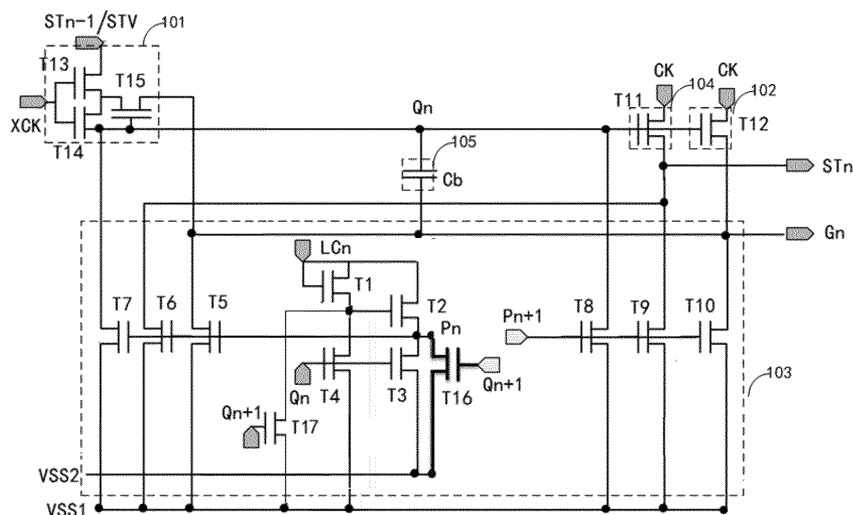 STn-1/STV
101
T13
T15
XCK
T14
Qn
105
Cb
CK
CK
T11
104
102
T12
STn
Gn
LCn
T1
T7
T6
T5
T2
Pn
Pn+1
T8
T9
T10
Qn
T4
T3
T16
Qn+1
103
Qn+1
T17
VSS2
VSS1